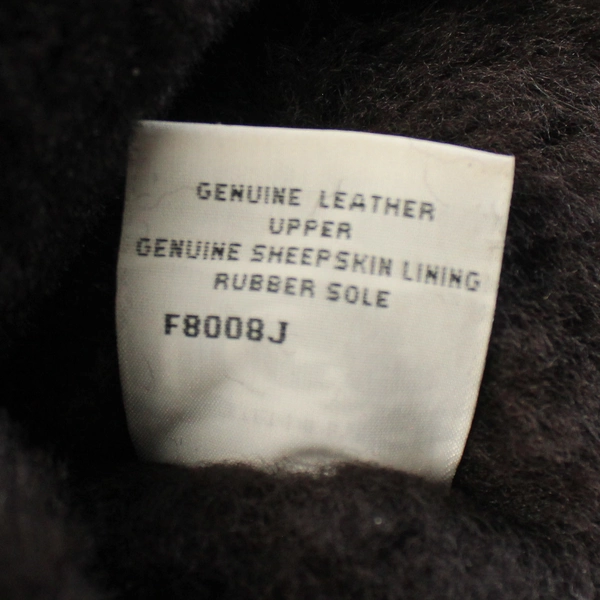 GENUINE LEATHER
UPPER
GENUINE SHEEPSKIN LINING
RUBBER SOLE
F8008J